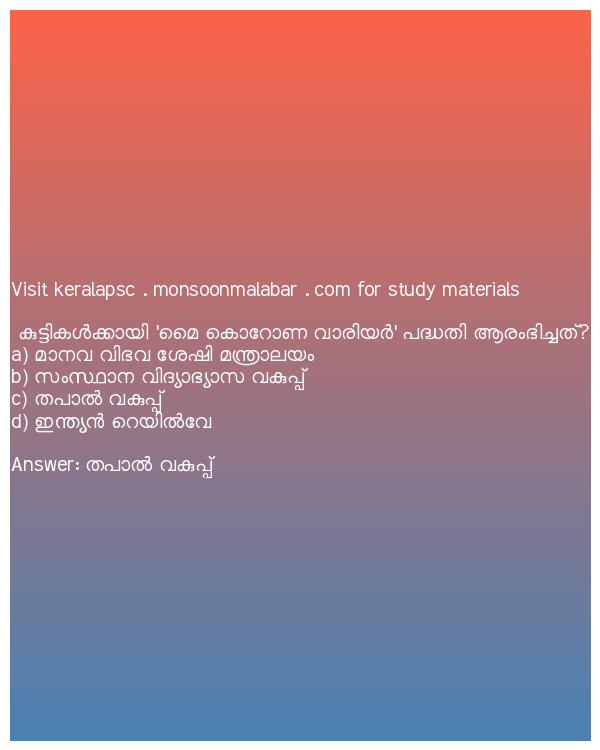 Visit keralapsc . monsoonmalabar . com for study materials
കുട്ടികൾക്കായി 'മൈ കൊറോണ വാരിയർ' പദ്ധതി ആരംഭിച്ചത്?
a) മാനവ വിഭവ ശേഷി മന്ത്രാലയം
b) സംസ്ഥാന വിദ്യാഭ്യാസ വകുപ്പ്
c) തപാൽ വകുപ്പ്
d) ഇന്ത്യൻ റെയിൽവേ
Answer: തപാൽ വകുപ്പ്